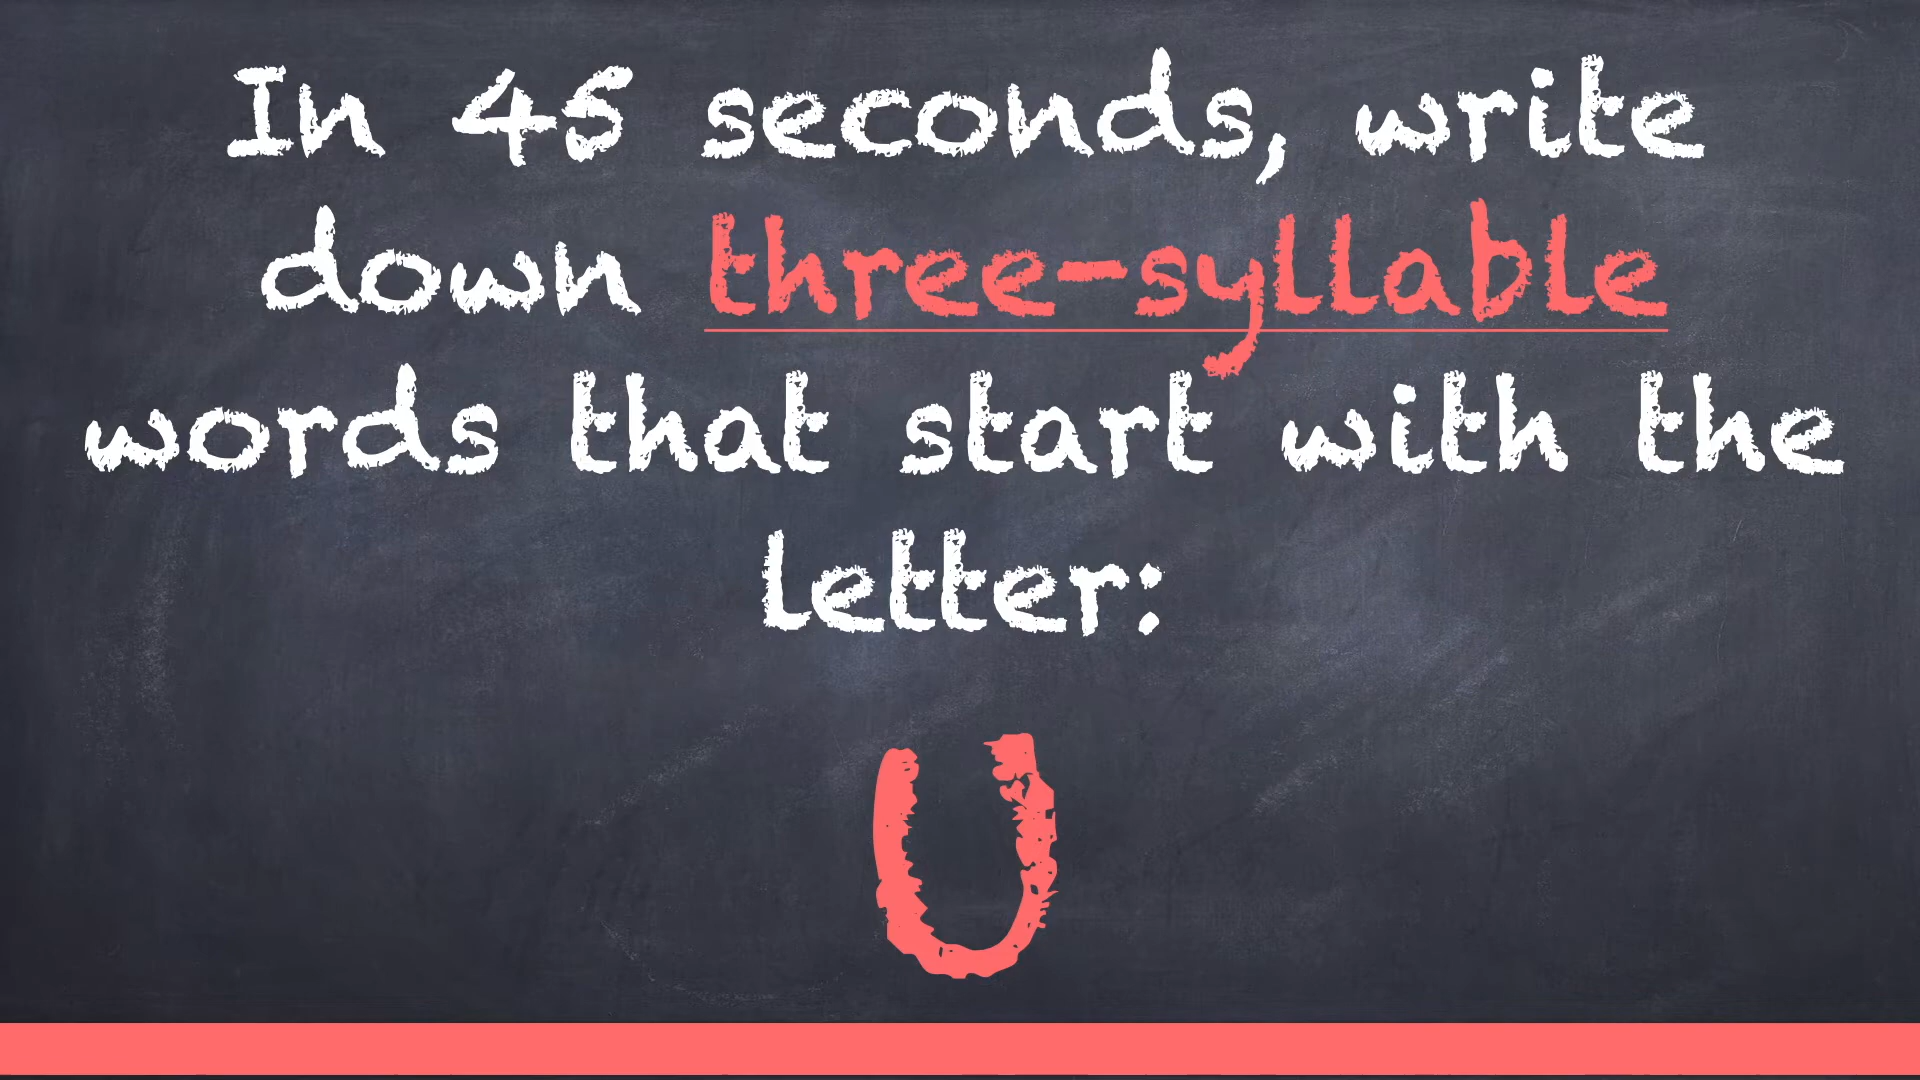 In 45 seconds, write
down three-syllable
words that start with the
letter:
U